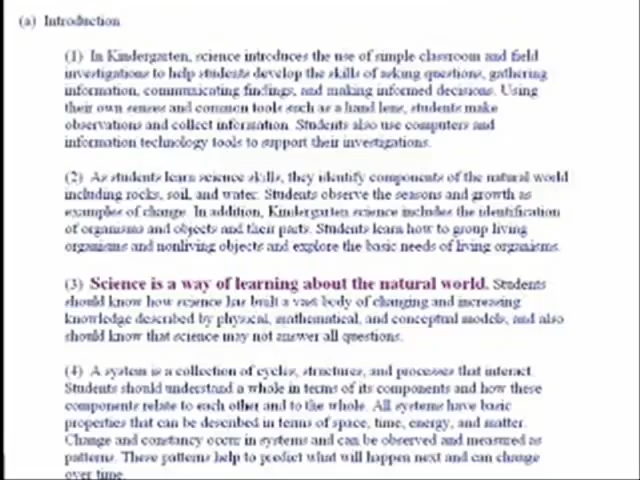 (a) Introduction
(1) In Kindergarten, science introduces the use of simple classroom and field
investigations to help students develop the skills of asking questions, gathering
information, communicating findings, and making informed decisions. Using
their own senses and common tools such as a hand lens, students make
observations and collect information. Students also use computers and
information technology tools to support their investigations.
(2) As students learn science skills, they identify components of the natural world
including rocks, soil, and water. Students observe the seasons and growth as
examples of change. In addition, Kindergarten science includes the identification
of organisms and objects and their parts. Students learn how to group living
organisms and nonliving objects and explore the basic needs of living organisms.
(3) Science is a way of learning about the natural world. Students
should know how science has built a vast body of changing and increasing
knowledge described by physical, mathematical, and conceptual models, and also
should know that science may not answer all questions.
(4) A system is a collection of cycles, structures, and processes that interact.
Students should understand a whole in terms of its components and how these
components relate to each other and to the whole. All systems have basic
properties that can be described in terms of space, time, energy, and matter.
Change and constancy occur in systems and can be observed and measured as
patterns. These patterns help to predict what will happen next and can change
over time.